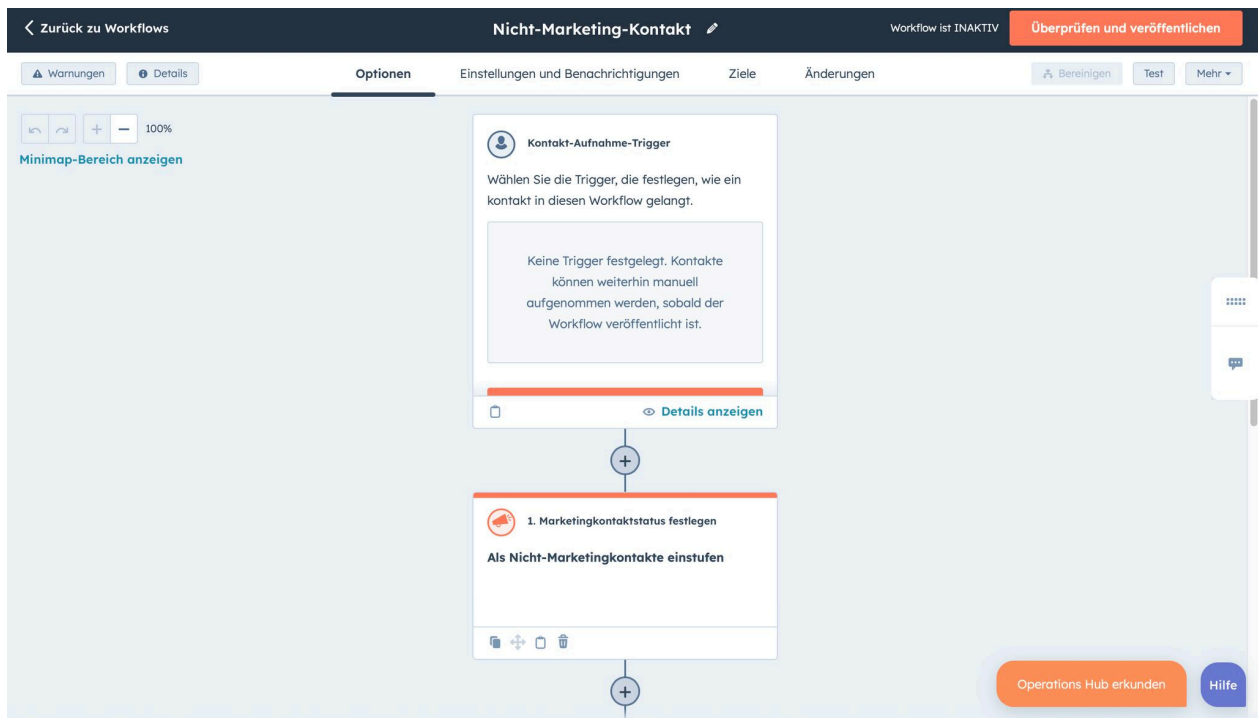 Zurück zu Workflows
Nicht-Marketing-Kontakt
Workflow ist INAKTIV
Überprüfen und veröffentlichen
Warnungen
Details
Optionen
Einstellungen und Benachrichtigungen
Ziele
Änderungen
Bereinigen
Test
Mehr
100%
Minimap-Bereich anzeigen
Kontakt-Aufnahme-Trigger
Wählen Sie die Trigger, die festlegen, wie ein
kontakt in diesen Workflow gelangt.
Keine Trigger festgelegt. Kontakte
können weiterhin manuell
aufgenommen werden, sobald der
Workflow veröffentlicht ist.
Details anzeigen
1. Marketingkontaktstatus festlegen
Als Nicht-Marketingkontakte einstufen
Operations Hub erkunden
Hilfe